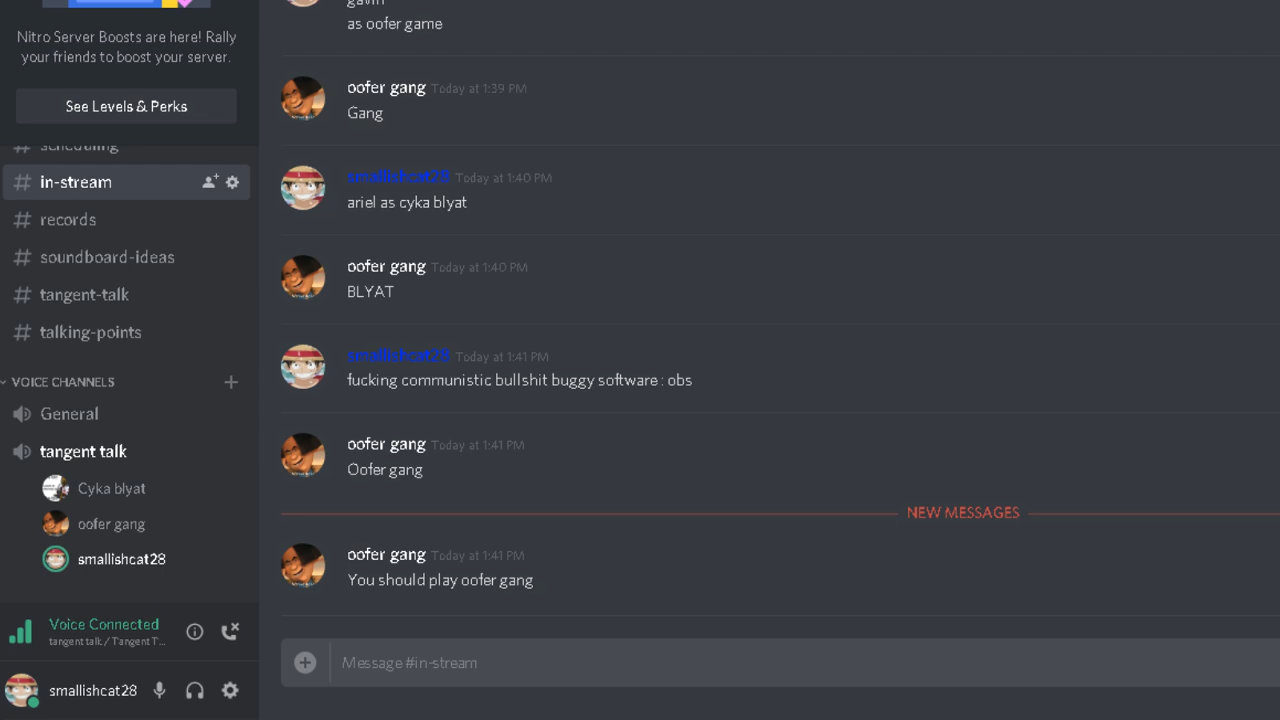 Nitro Server Boosts are here! Rally
your friends to boost your server.
See Levels & Perks
scheduling
# in-stream
# records
# soundboard-ideas
# tangent-talk
# talking-points
VOICE CHANNELS
General
tangent talk
Cyka blyat
oofer gang
smallishcat28
Voice Connected
tangent talk / Tangent T...
smallishcat28
gavin
as oofer game
oofer gang Today at 1:39 PM
Gang
smallishcat28 Today at 1:40 PM
ariel as cyka blyat
oofer gang Today at 1:40 PM
BLYAT
smallishcat28 Today at 1:41 PM
fucking communistic bullshit buggy software : obs
oofer gang Today at 1:41 PM
Oofer gang
NEW MESSAGES
oofer gang Today at 1:41 PM
You should play oofer gang
Message #in-stream